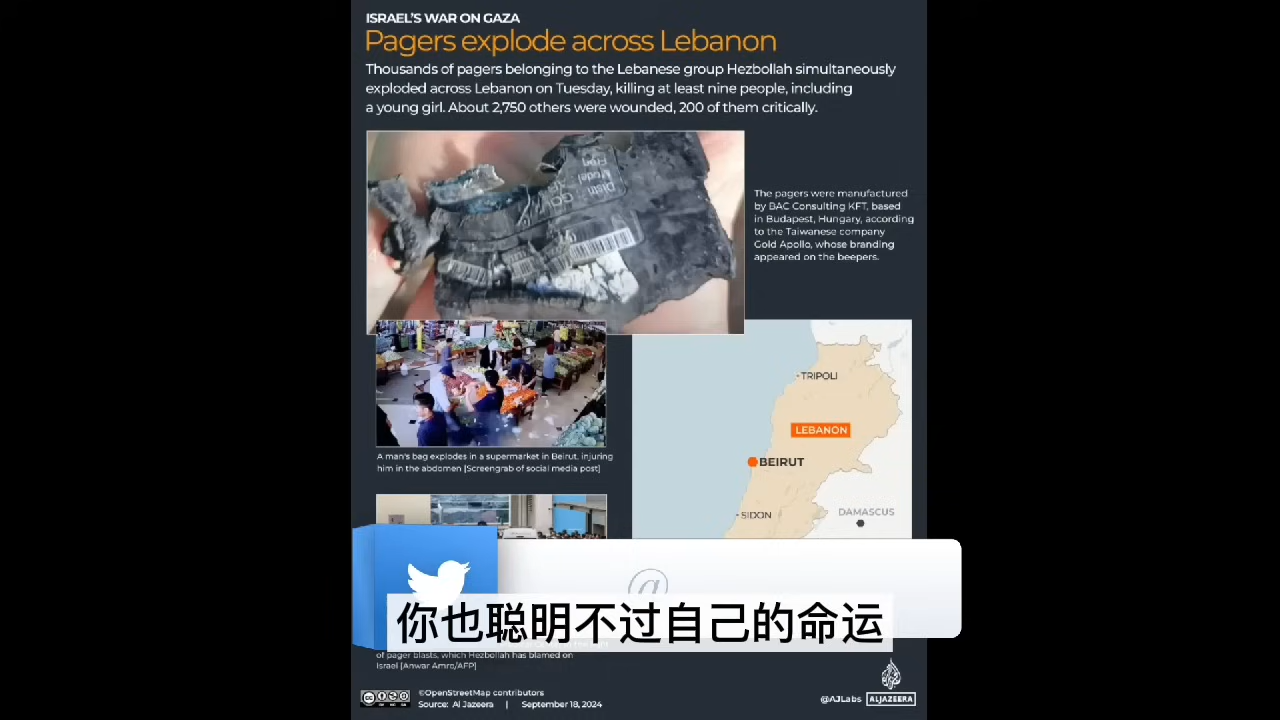 ISRAEL'S WAR ON GAZA
Pagers explode across Lebanon
Thousands of pagers belonging to the Lebanese group Hezbollah simultaneously
exploded across Lebanon on Tuesday, killing at least nine people, including
a young girl. About 2,750 others were wounded, 200 of them critically.
The pagers were manufactured
by BAC Consulting KFT, based
in Budapest, Hungary, according
to the Taiwanese company
Gold Apollo, whose branding
appeared on the beepers.
A man's bag explodes in a supermarket in Beirut, injuring
him in the abdomen [Screengrab of social media post]
TRIPOLI
LEBANON
BEIRUT
SIDON
DAMASCUS
@
你也聪明不过自己的命运
of pager blasts, which Hezbollah has blamed on
Israel [Anwar Amro/AFP]
©OpenStreetMap contributors
Source: Al Jazeera | September 18, 2024
@AJLabs
ALJAZEERA